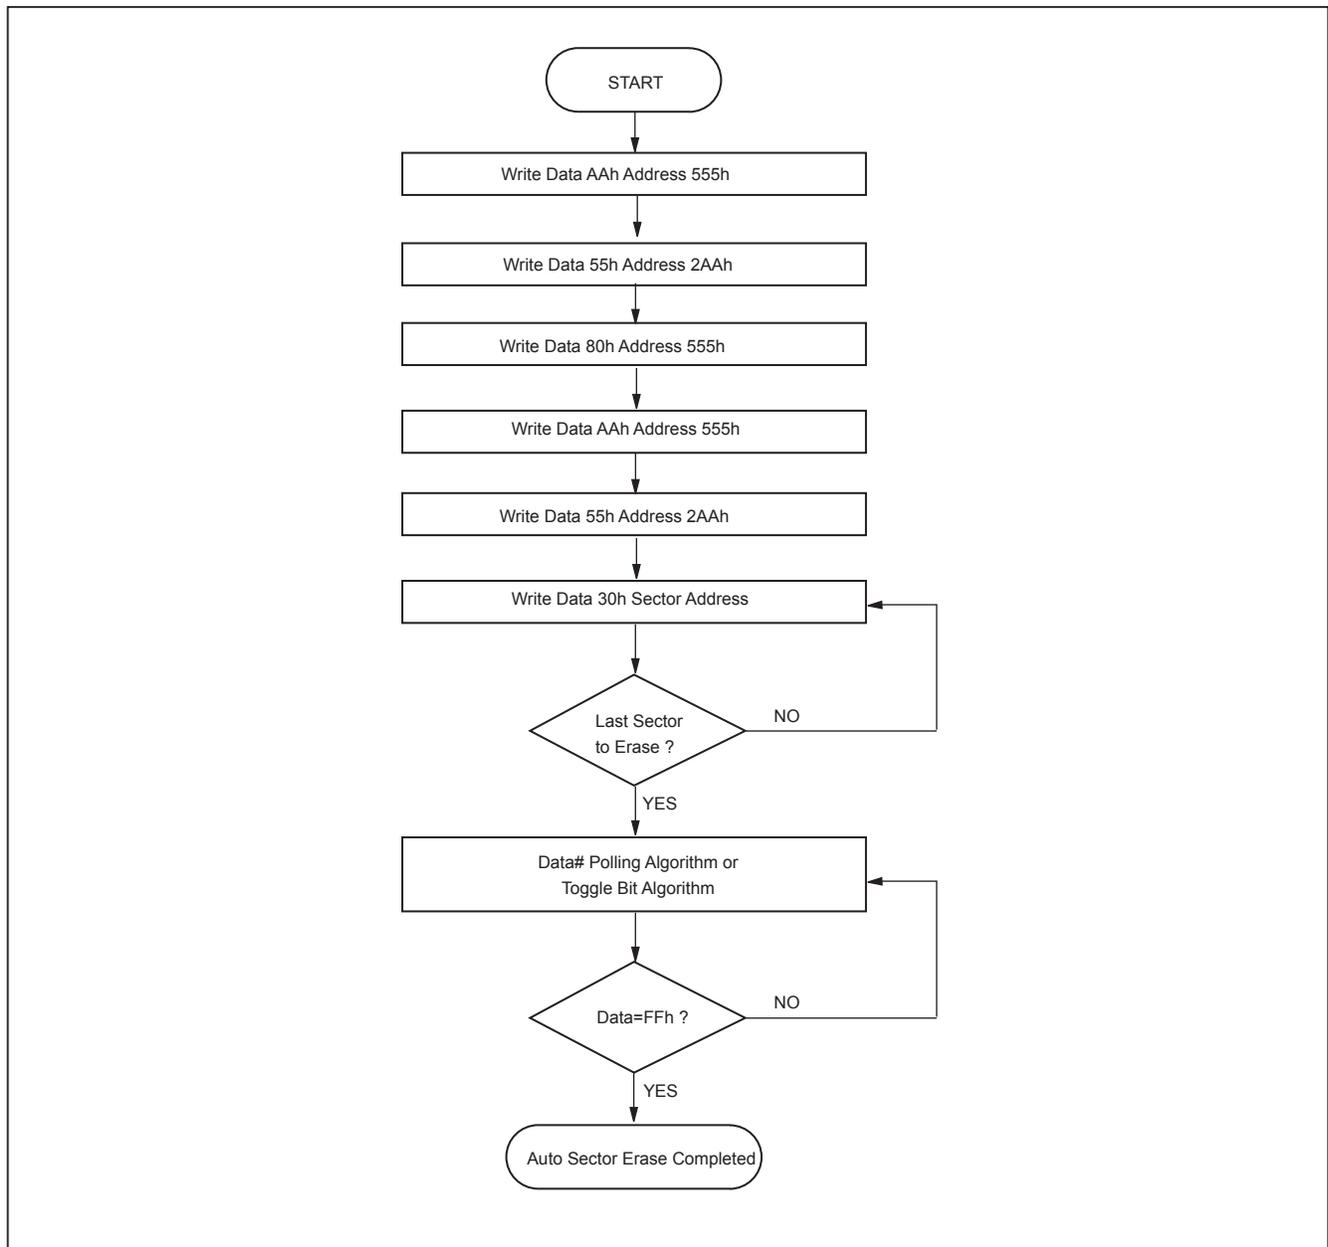 START
Write Data AAh Address 555h
Write Data 55h Address 2AAh
Write Data 80h Address 555h
Write Data AAh Address 555h
Write Data 55h Address 2AAh
Write Data 30h Sector Address
Last Sector
to Erase ?
NO
YES
Data# Polling Algorithm or
Toggle Bit Algorithm
Data=FFh ?
NO
YES
Auto Sector Erase Completed